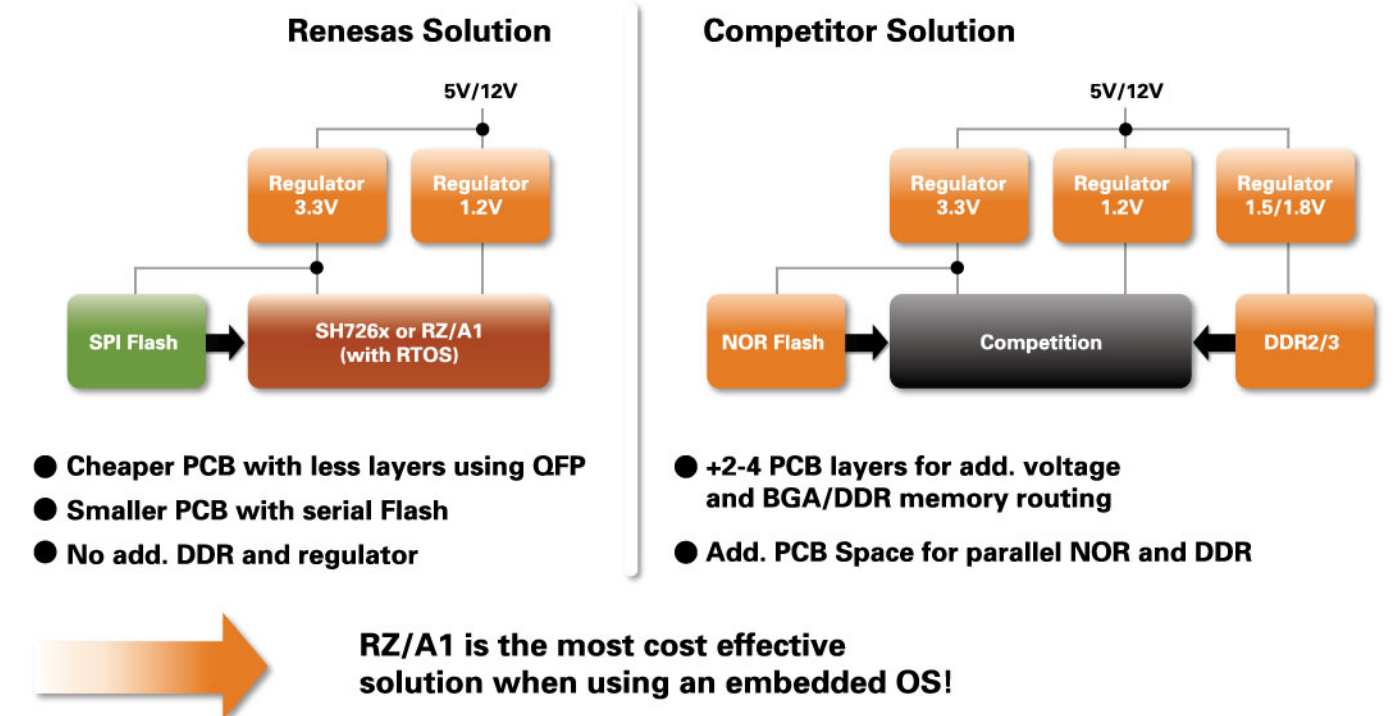 Renesas Solution
5V/12V
Regulator
3.3V
Regulator
1.2V
SPI Flash
SH726x or RZ/A1
(with RTOS)
● Cheaper PCB with less layers using QFP
● Smaller PCB with serial Flash
● No add. DDR and regulator
Competitor Solution
5V/12V
Regulator
3.3V
Regulator
1.2V
Regulator
1.5/1.8V
NOR Flash
Competition
DDR2/3
● +2-4 PCB layers for add. voltage
and BGA/DDR memory routing
● Add. PCB Space for parallel NOR and DDR
RZ/A1 is the most cost effective
solution when using an embedded OS!